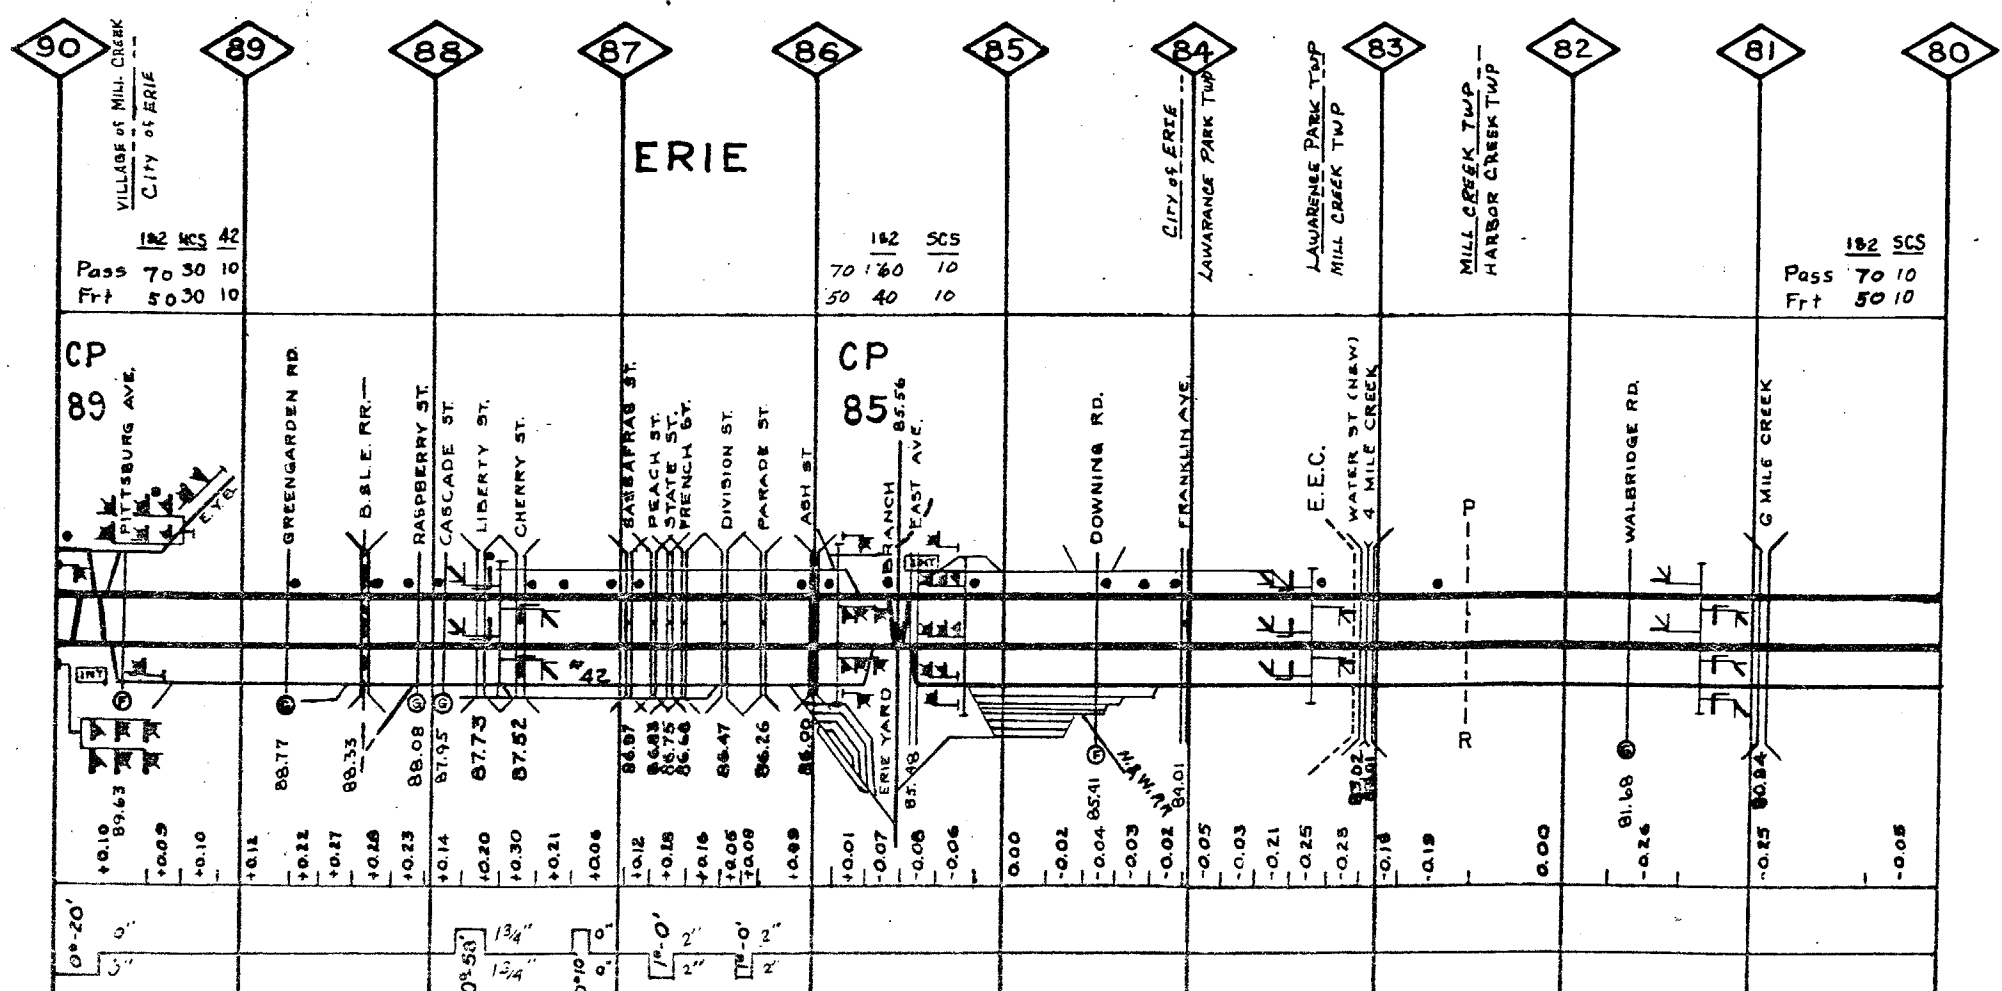 90
89
88
87
86
85
84
83
82
81
80
VILLAGE of MILL CREEK
City of ERIE
ERIE
City of ERIE
LAWARANCE PARK TWP
LAWARENCE PARK TWP
MILL CREEK TWP
MILL CREEK TWP
HARBOR CREEK TWP
1&2 SCS 42
Pass 70 30 10
Frt 50 30 10
1&2 SCS
70 60 10
50 40 10
1&2 SCS
Pass 70 10
Frt 50 10
CP
89
CP
85
PITTSBURG AVE.
E.Y.&
GREENGARDEN RD.
B.&L.E. RR.
RASPBERRY ST.
CASCADE ST.
LIBERTY ST.
CHERRY ST.
SASSAFRAS ST.
PEACH ST.
STATE ST.
FRENCH ST.
DIVISION ST.
PARADE ST.
ASH ST
BRANCH
85.56
EAST AVE.
DOWNING RD.
FRANKLIN AVE.
E.E.C.
WATER ST (N&W)
4 MILE CREEK
P
R
WALBRIDGE RD.
6 MILE CREEK
INT
INT
#42
ERIE YARD
N.&W.RR
89.63
88.77
88.33
88.08
87.95
87.73
87.52
86.97
86.83
86.75
86.68
86.47
86.26
86.00
85.48
85.41
84.01
83.02
81.68
80.94
+0.10
+0.09
+0.10
+0.12
+0.22
+0.27
+0.28
+0.23
+0.14
+0.20
+0.30
+0.21
+0.06
+0.12
+0.28
+0.16
+0.06
+0.08
+0.09
+0.01
-0.07
-0.08
-0.06
0.00
-0.02
-0.04
-0.03
-0.02
-0.05
-0.03
-0.21
-0.25
-0.23
-0.18
-0.19
0.00
-0.26
-0.25
-0.05
0°-20'
0"
3"
0°-58'
1 3/4"
1 3/4"
0°10'
0"
0"
1°-0'
2"
2"
1°-0'
2"
2"